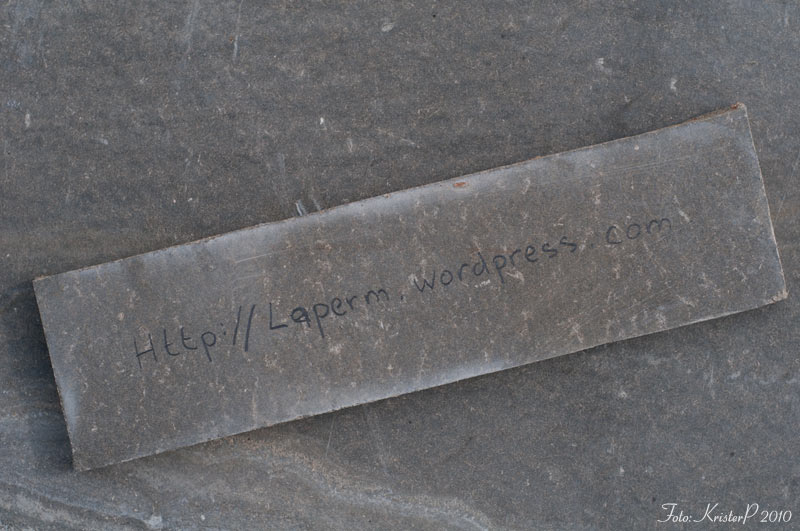 Http://Laperm.wordpress.com
Foto: KristerP 2010